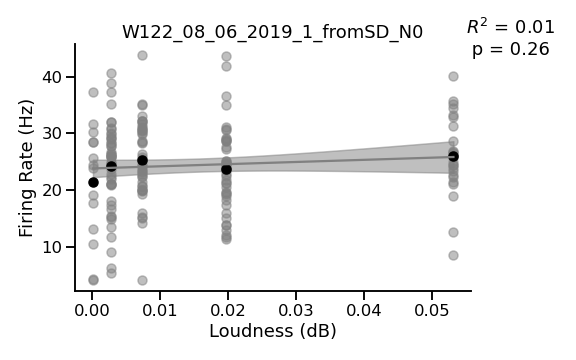 W122_08_06_2019_1_fromSD_N0
R² = 0.01
p = 0.26
Firing Rate (Hz)
40
30
20
10
0.00 0.01 0.02 0.03 0.04 0.05
Loudness (dB)